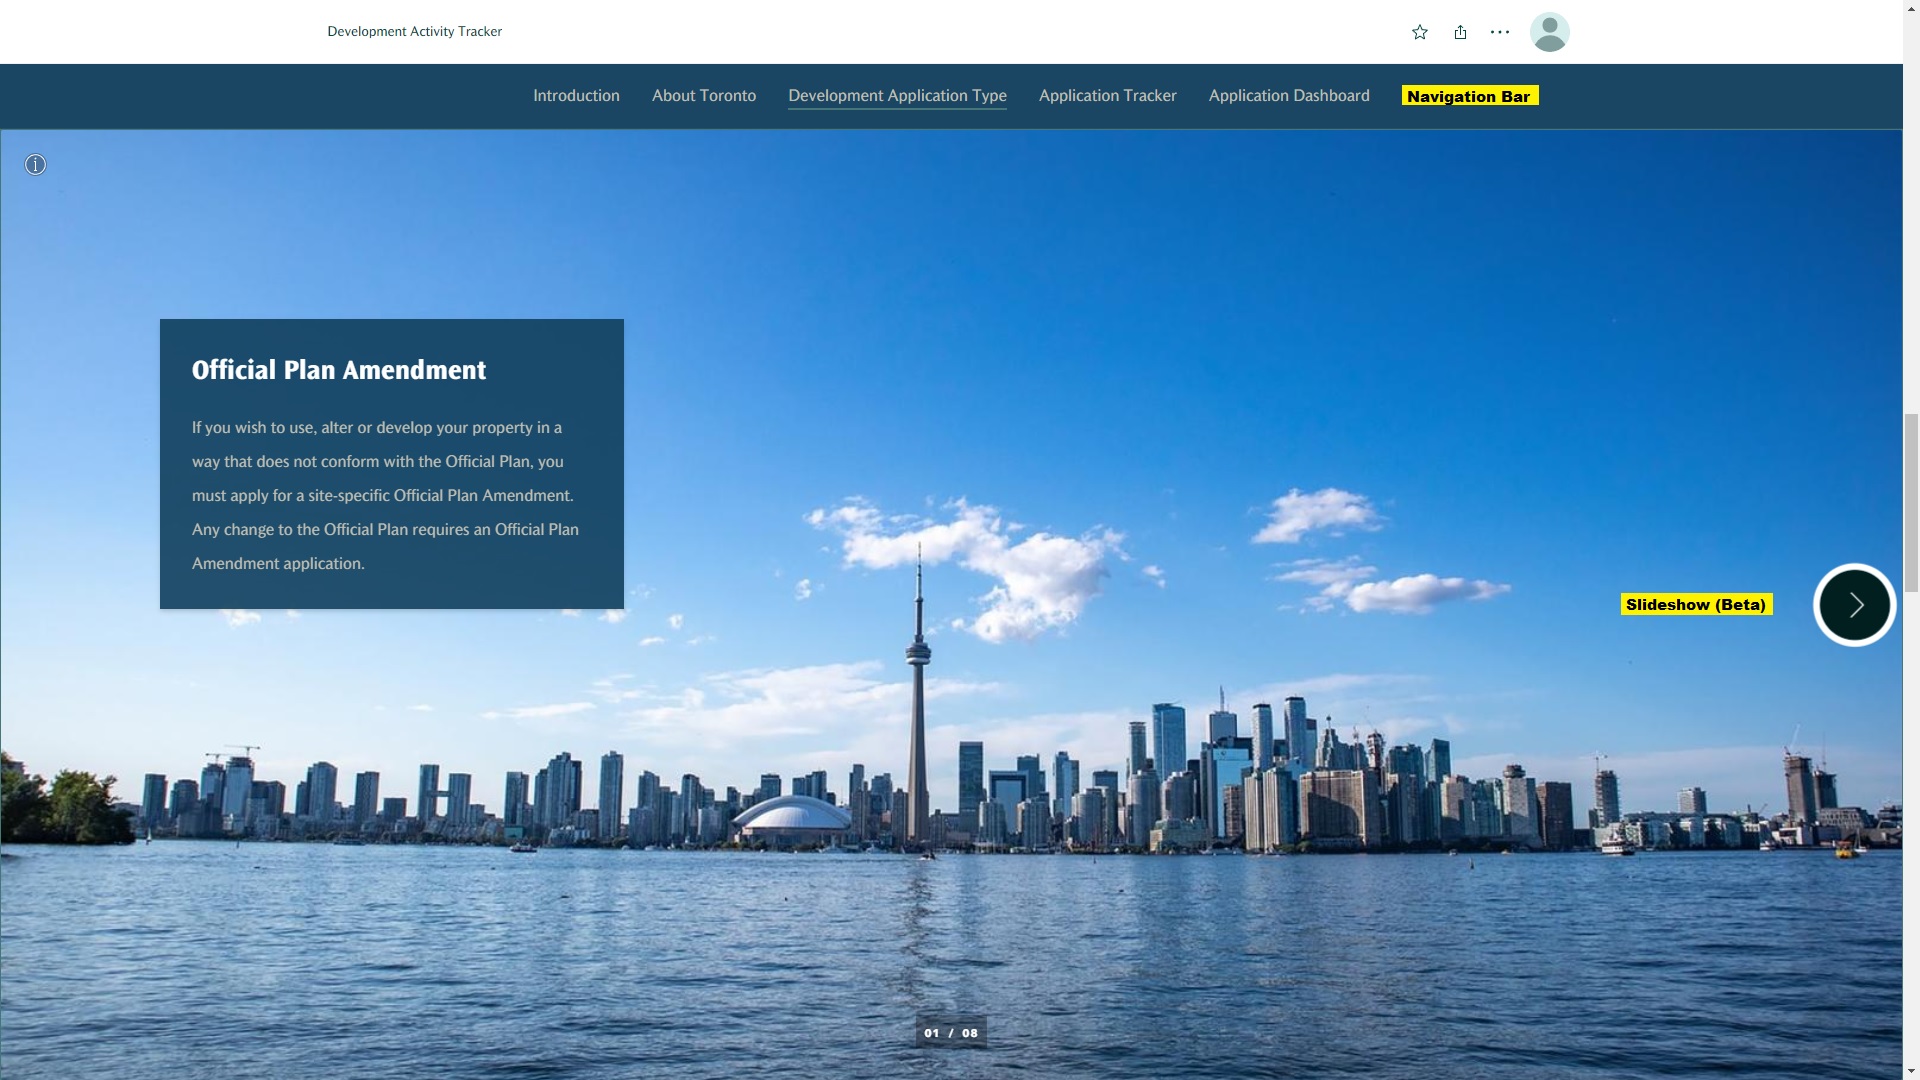 Development Activity Tracker
Introduction
About Toronto
Development Application Type
Application Tracker
Application Dashboard
Navigation Bar
Official Plan Amendment
If you wish to use, alter or develop your property in a
way that does not conform with the Official Plan, you
must apply for a site-specific Official Plan Amendment.
Any change to the Official Plan requires an Official Plan
Amendment application.
Slideshow (Beta)
01 / 08